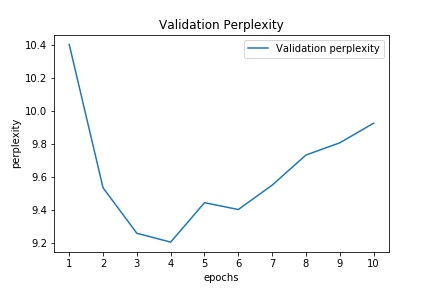 Validation Perplexity
Validation perplexity
10.4
10.2
10.0
9.8
9.6
9.4
9.2
perplexity
1 2 3 4 5 6 7 8 9 10
epochs